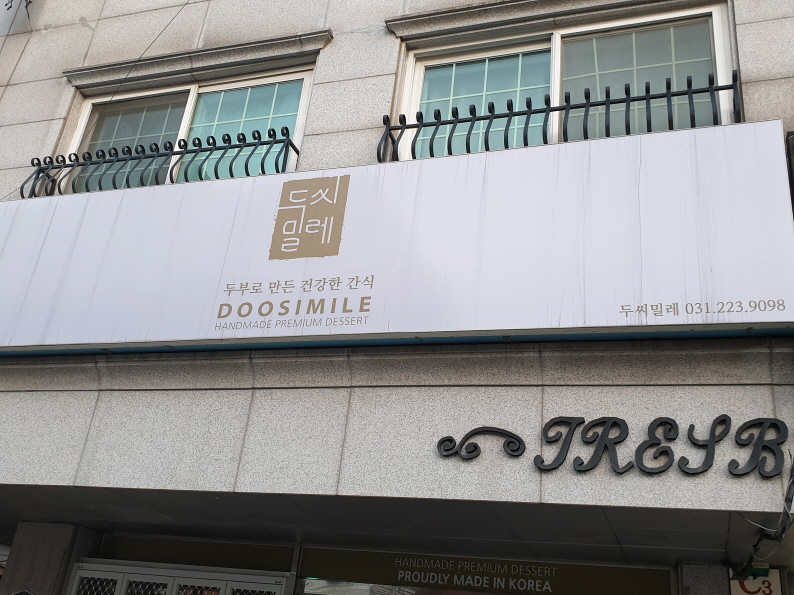 두씨
밀레
두부로 만든 건강한 간식
DOOSIMILE
HANDMADE PREMIUM DESSERT
두씨밀레 031.223.9098
TRESB
HANDMADE PREMIUM DESSERT
PROUDLY MADE IN KOREA
C3